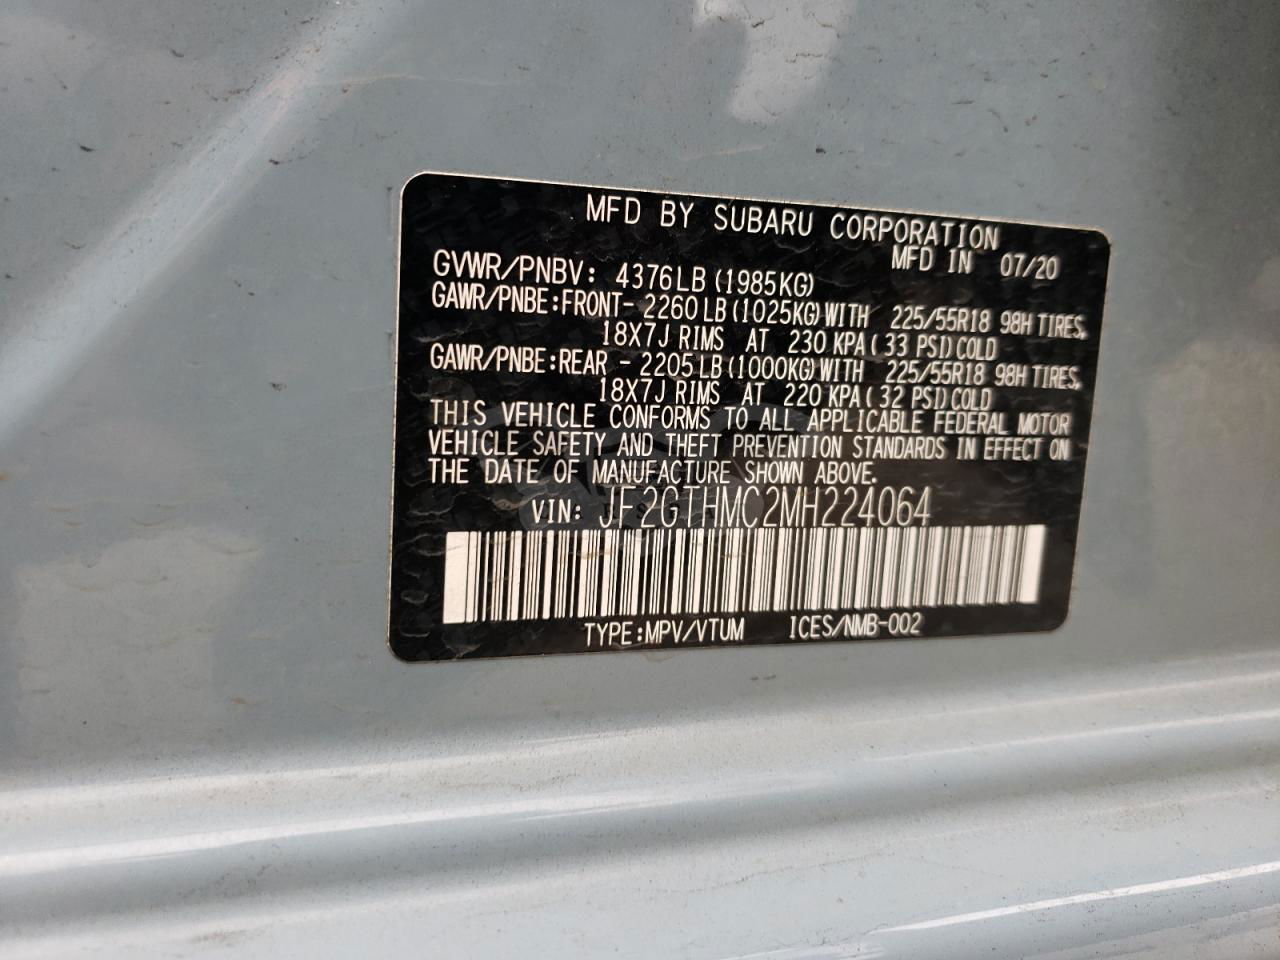 MFD BY SUBARU CORPORATION
MFD IN 07/20
GVWR/PNBV: 4376LB (1985KG)
GAWR/PNBE:FRONT- 2260 LB (1025KG) WITH 225/55R18 98H TIRES,
18X7J RIMS AT 230 KPA ( 33 PSI) COLD
GAWR/PNBE:REAR - 2205 LB (1000KG) WITH 225/55R18 98H TIRES,
18X7J RIMS AT 220 KPA ( 32 PSI) COLD
THIS VEHICLE CONFORMS TO ALL APPLICABLE FEDERAL MOTOR
VEHICLE SAFETY AND THEFT PREVENTION STANDARDS IN EFFECT ON
THE DATE OF MANUFACTURE SHOWN ABOVE.
VIN: JF2GTHMC2MH224064
TYPE:MPV/VTUM ICES/NMB-002